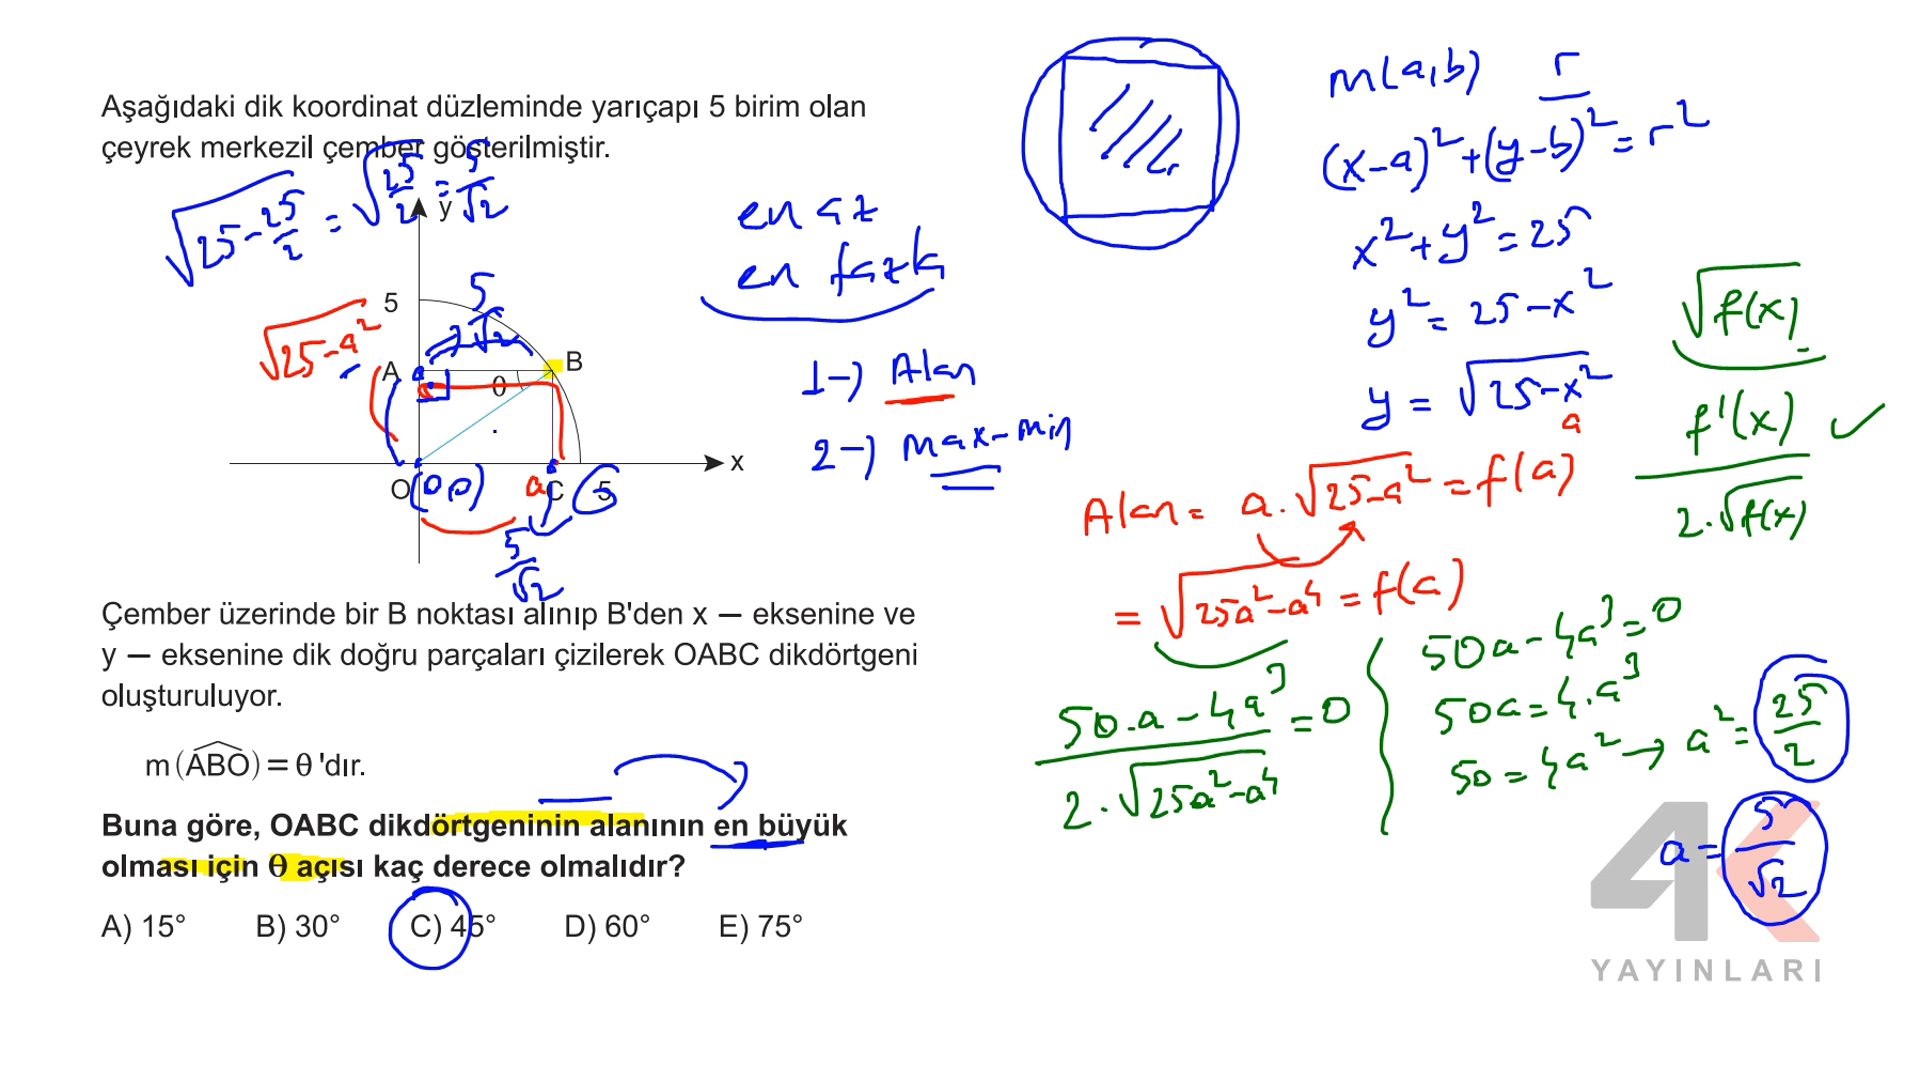 Aşağıdaki dik koordinat düzleminde yarıçapı 5 birim olan
çeyrek merkezil çember gösterilmiştir.
√25-25/2 = √25/2 = 5/√2
y
5
5/√2
√25-a²
A
B
θ
x
O (0,0)
a C 5
5/√2
en az
en fazla
1-) Alan
2-) max-min
Çember üzerinde bir B noktası alınıp B'den x — eksenine ve
y — eksenine dik doğru parçaları çizilerek OABC dikdörtgeni
oluşturuluyor.
m(ABO) = θ 'dır.
Buna göre, OABC dikdörtgeninin alanının en büyük
olması için θ açısı kaç derece olmalıdır?
A) 15° B) 30° C) 45° D) 60° E) 75°
M(a,b) r
(x-a)²+(y-b)²=r²
x²+y²=25
y²=25-x²
y=√25-x²
a
√f(x)
f'(x)
2.√f(x)
Alan= a.√25-a² = f(a)
= √25a²-a⁴ = f(a)
50.a-4a³ / 2.√25a²-a⁴ = 0
50a-4a³=0
50a=4.a³
50=4a² → a²=25/2
a=5/√2
4K
YAYINLARI